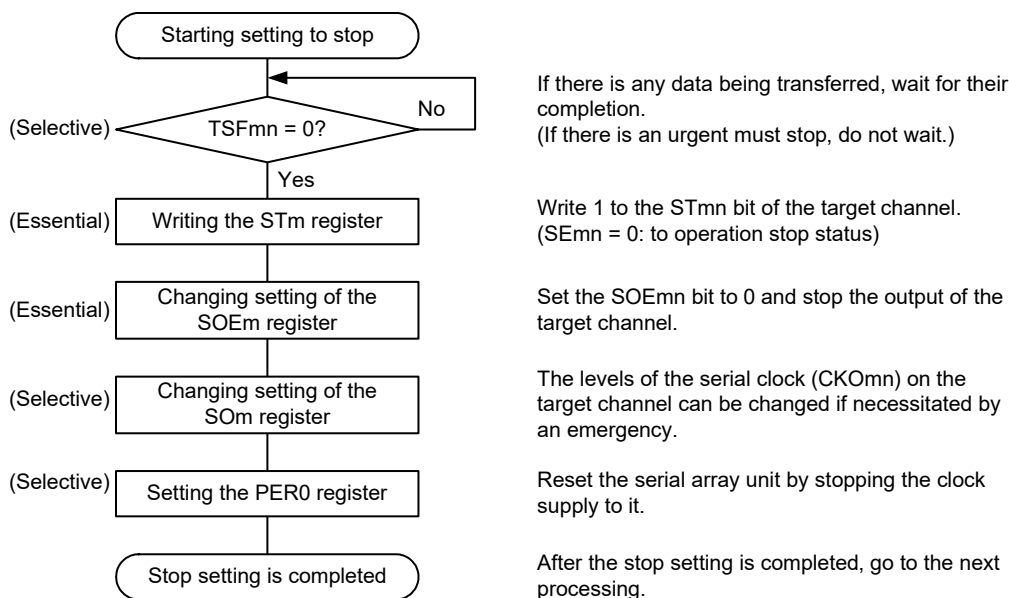 Starting setting to stop
If there is any data being transferred, wait for their
completion.
(If there is an urgent must stop, do not wait.)
No
(Selective)
TSFmn = 0?
Yes
(Essential)
Writing the STm register
Write 1 to the STmn bit of the target channel.
(SEmn = 0: to operation stop status)
(Essential)
Changing setting of the
SOEm register
Set the SOEmn bit to 0 and stop the output of the
target channel.
(Selective)
Changing setting of the
SOm register
The levels of the serial clock (CKOmn) on the
target channel can be changed if necessitated by
an emergency.
(Selective)
Setting the PER0 register
Reset the serial array unit by stopping the clock
supply to it.
Stop setting is completed
After the stop setting is completed, go to the next
processing.